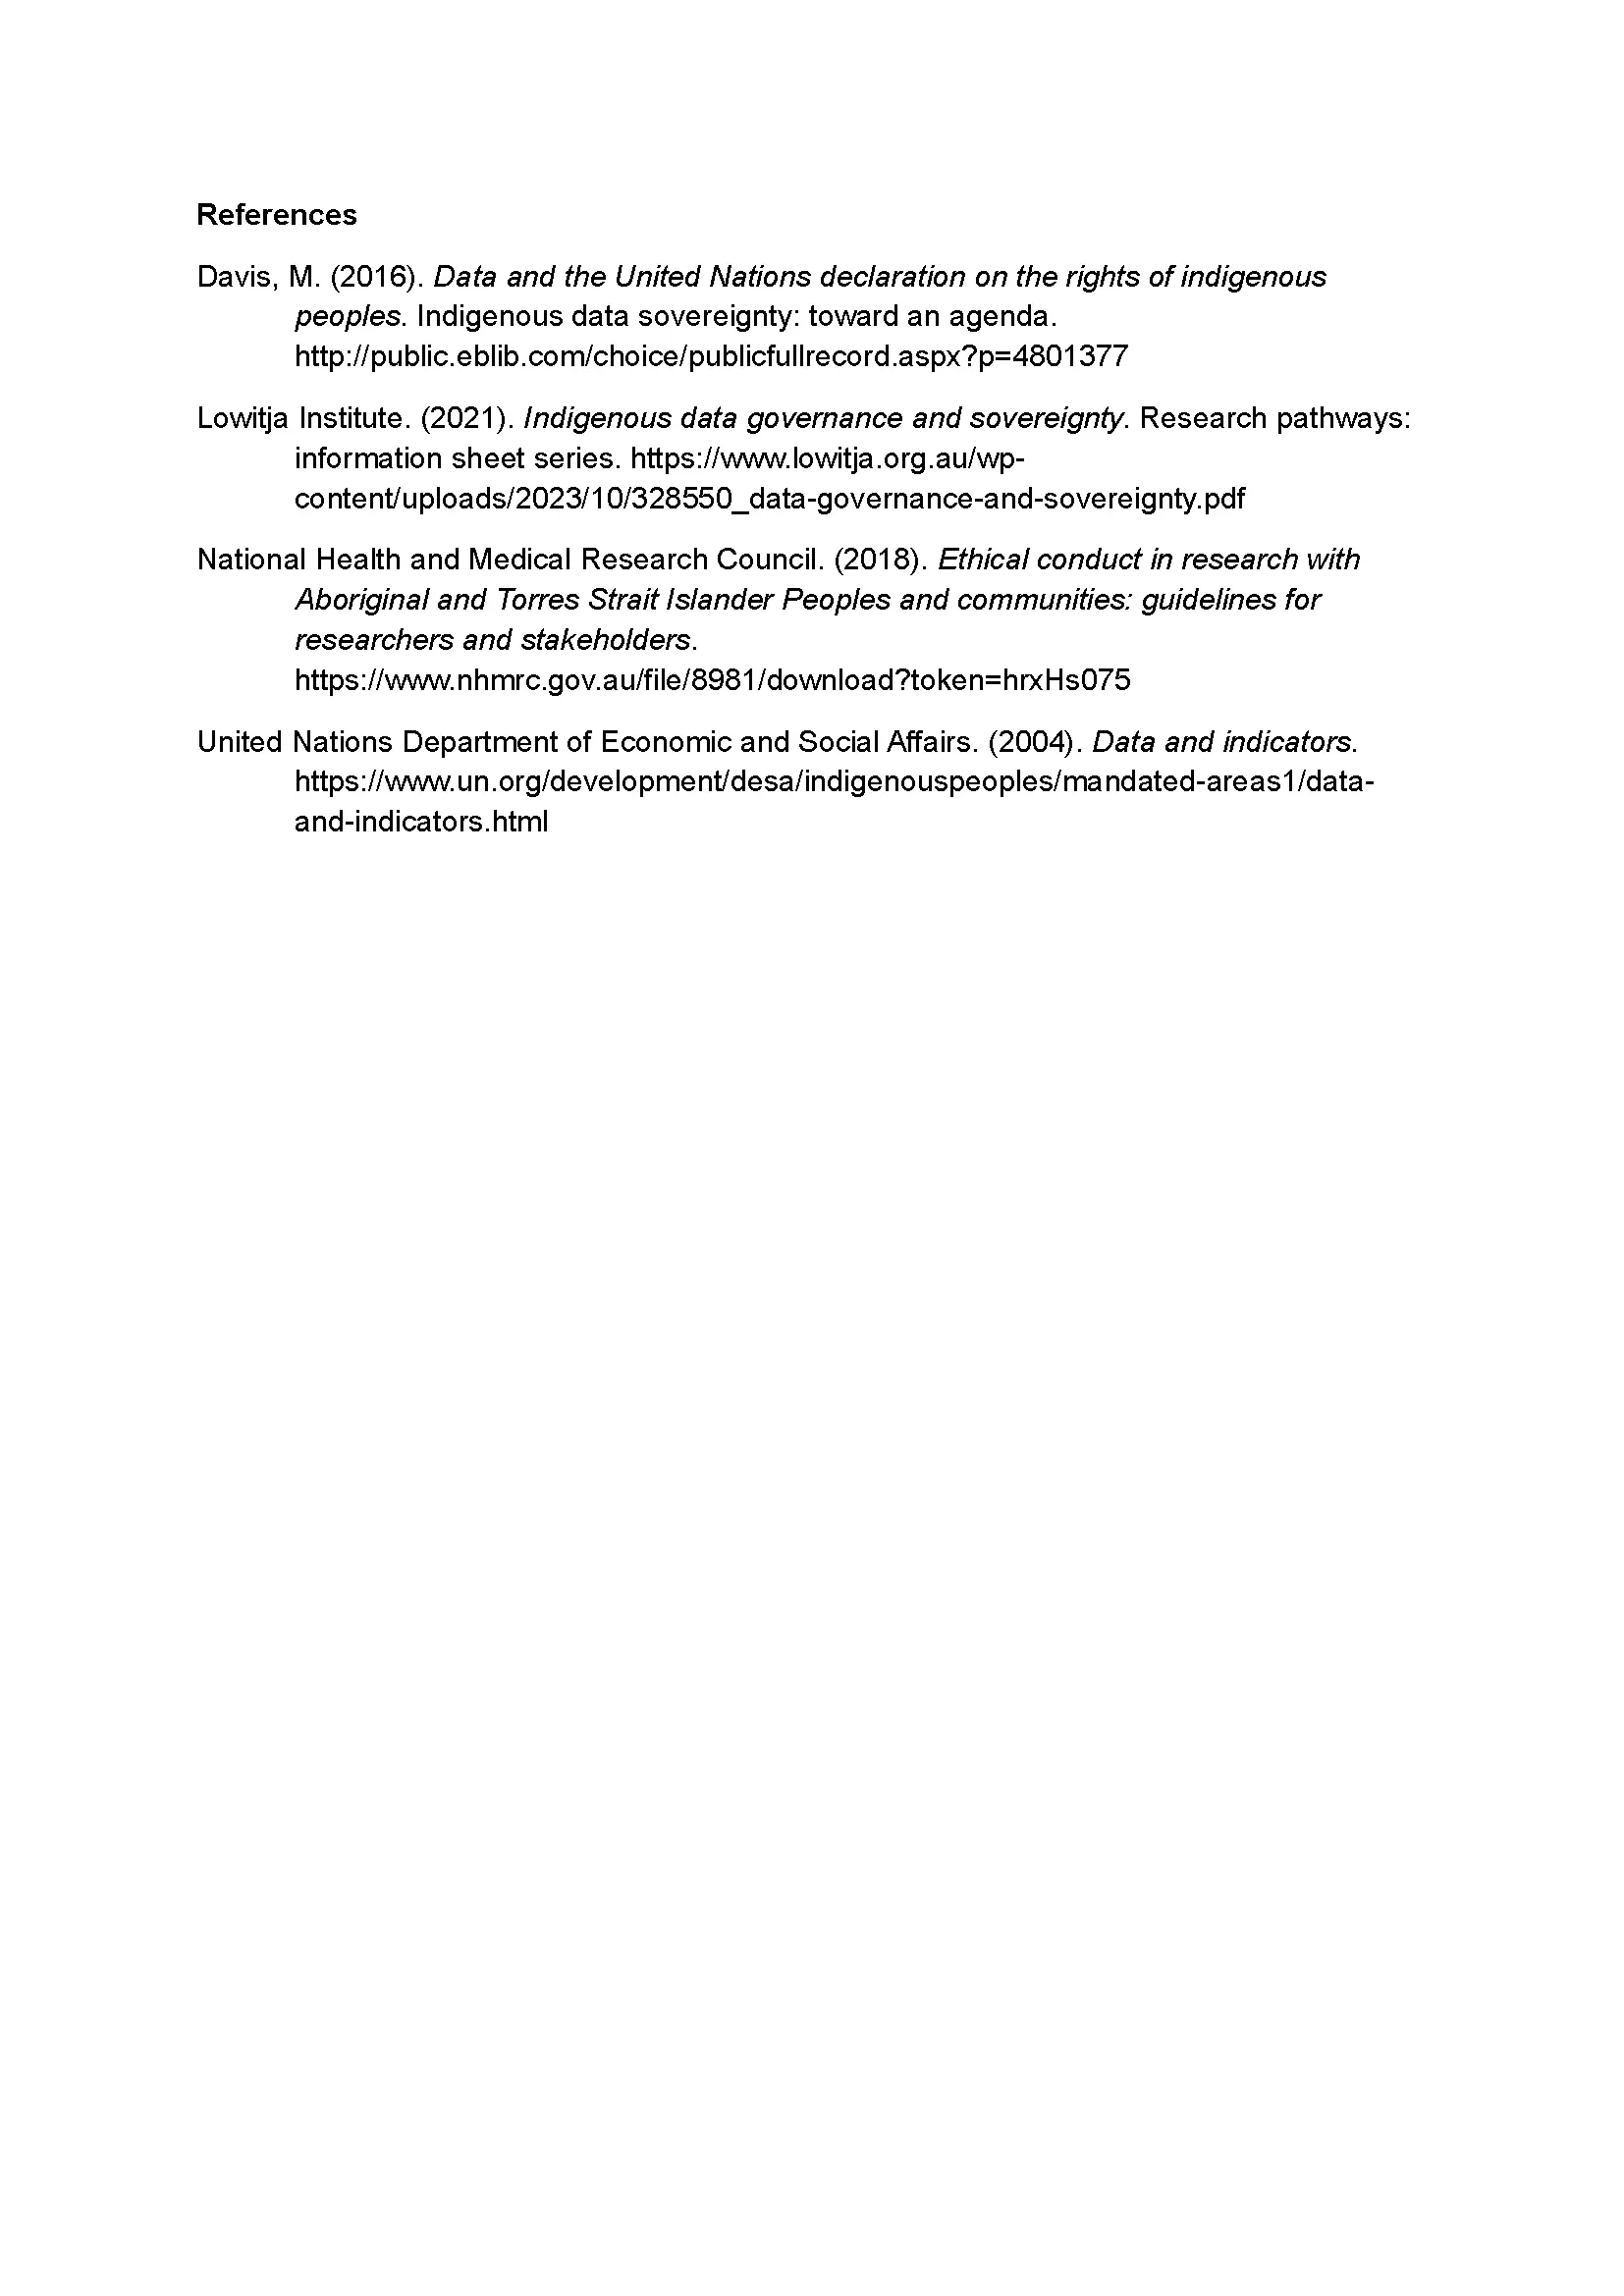 References
Davis, M. (2016). Data and the United Nations declaration on the rights of indigenous
peoples. Indigenous data sovereignty: toward an agenda.
http://public.eblib.com/choice/publicfullrecord.aspx?p=4801377
Lowitja Institute. (2021). Indigenous data governance and sovereignty. Research pathways:
information sheet series. https://www.lowitja.org.au/wp-
content/uploads/2023/10/328550_data-governance-and-sovereignty.pdf
National Health and Medical Research Council. (2018). Ethical conduct in research with
Aboriginal and Torres Strait Islander Peoples and communities: guidelines for
researchers and stakeholders.
https://www.nhmrc.gov.au/file/8981/download?token=hrxHs075
United Nations Department of Economic and Social Affairs. (2004). Data and indicators.
https://www.un.org/development/desa/indigenouspeoples/mandated-areas1/data-
and-indicators.html